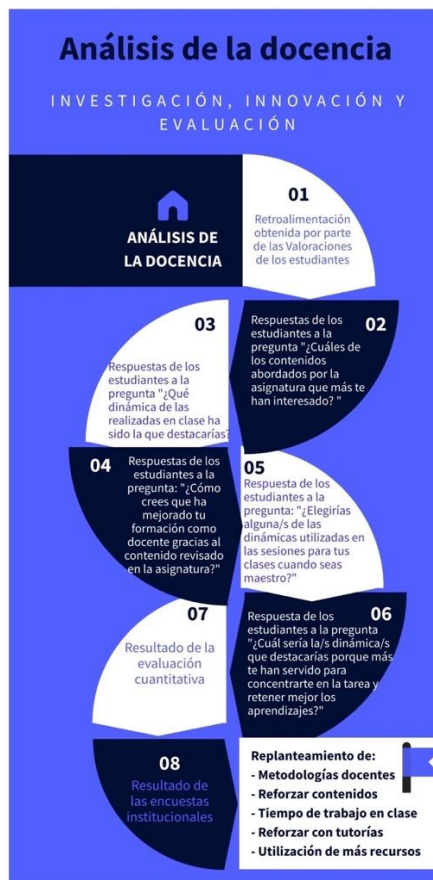 Análisis de la docencia
INVESTIGACIÓN, INNOVACIÓN Y
EVALUACIÓN
ANÁLISIS DE
LA DOCENCIA
01
Retroalimentación
obtenida por parte
de las Valoraciones
de los estudiantes
02
Respuestas de los
estudiantes a la
pregunta "¿Cuáles de
los contenidos
abordados por la
asignatura que más te
han interesado? "
03
Respuestas de los
estudiantes a la
pregunta "¿Qué
dinámica de las
realizadas en clase ha
sido la que destacarías?
04
Respuestas de los
estudiantes a la
pregunta: "¿Cómo
crees que ha
mejorado tu
formación como
docente gracias al
contenido revisado
en la asignatura?"
05
Respuesta de los
estudiantes a la
pregunta: "¿Elegirías
alguna/s de las
dinámicas utilizadas en
las sesiones para tus
clases cuando seas
maestro?"
06
Respuesta de los
estudiantes a la pregunta
"¿Cuál sería la/s dinámica/s
que destacarías porque más
te han servido para
concentrarte en la tarea y
retener mejor los
aprendizajes?"
07
Resultado de la
evaluación
cuantitativa
08
Resultado de
las encuestas
institucionales
Replanteamiento de:
- Metodologías docentes
- Reforzar contenidos
- Tiempo de trabajo en clase
- Reforzar con tutorías
- Utilización de más recursos